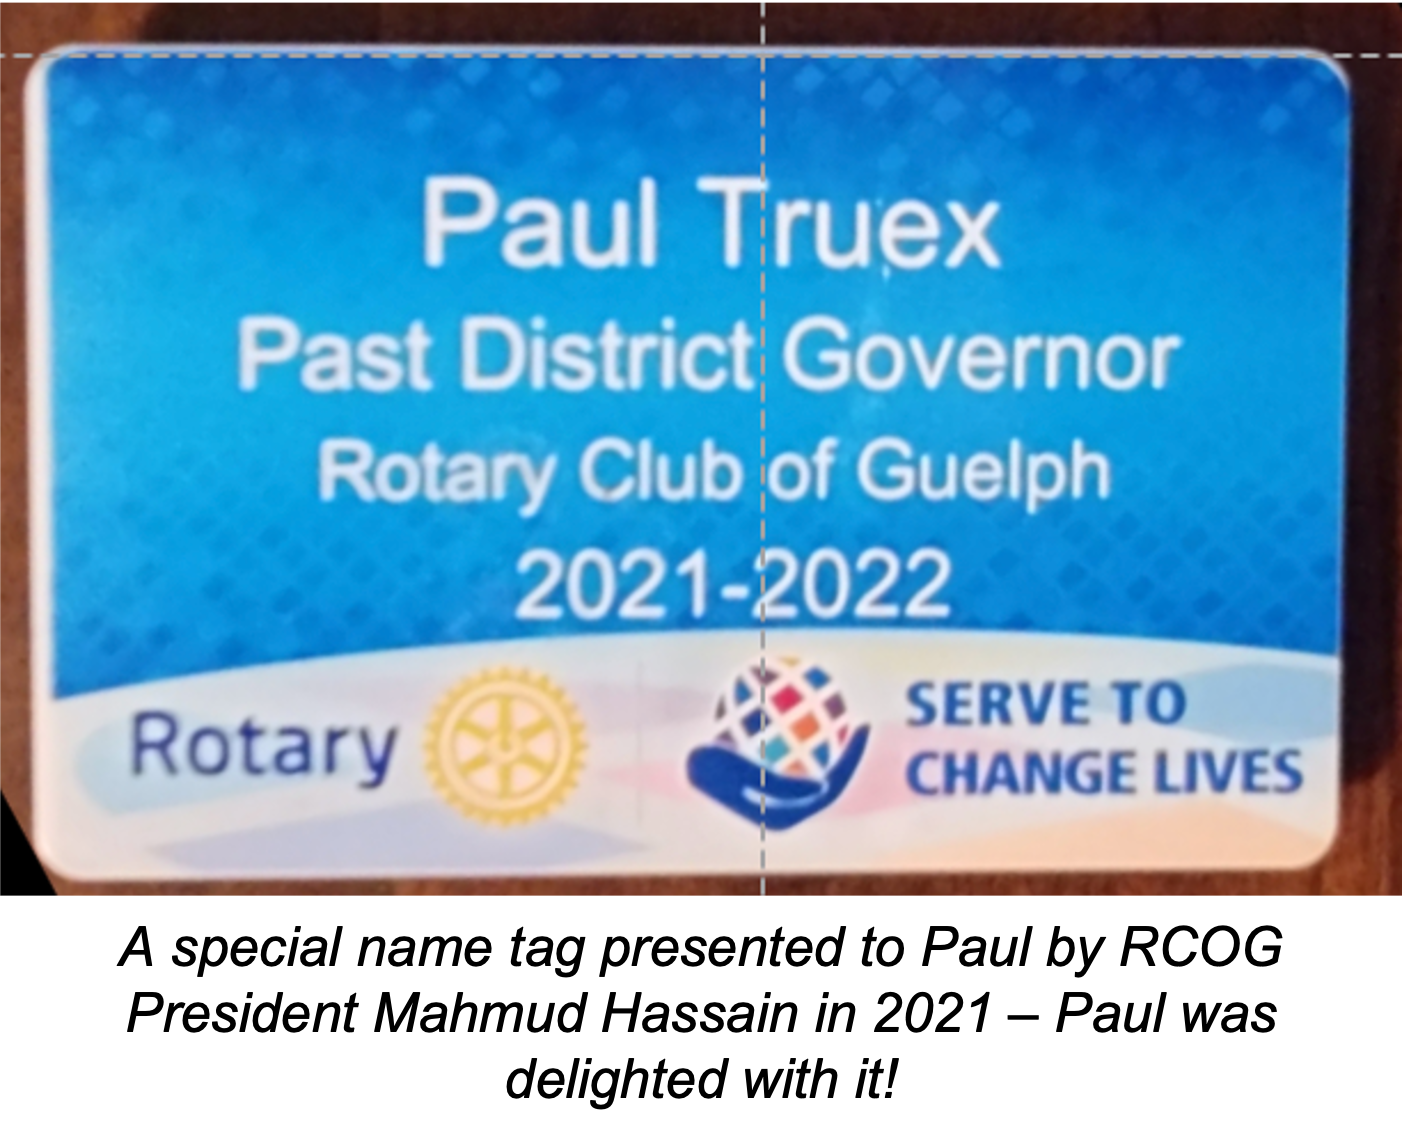 Paul Truex
Past District Governor
Rotary Club of Guelph
2021-2022
Rotary
SERVE TO
CHANGE LIVES
A special name tag presented to Paul by RCOG
President Mahmud Hassain in 2021 – Paul was
delighted with it!